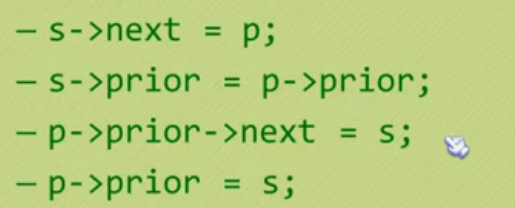 – s->next = p;
– s->prior = p->prior;
– p->prior->next = s;
– p->prior = s;